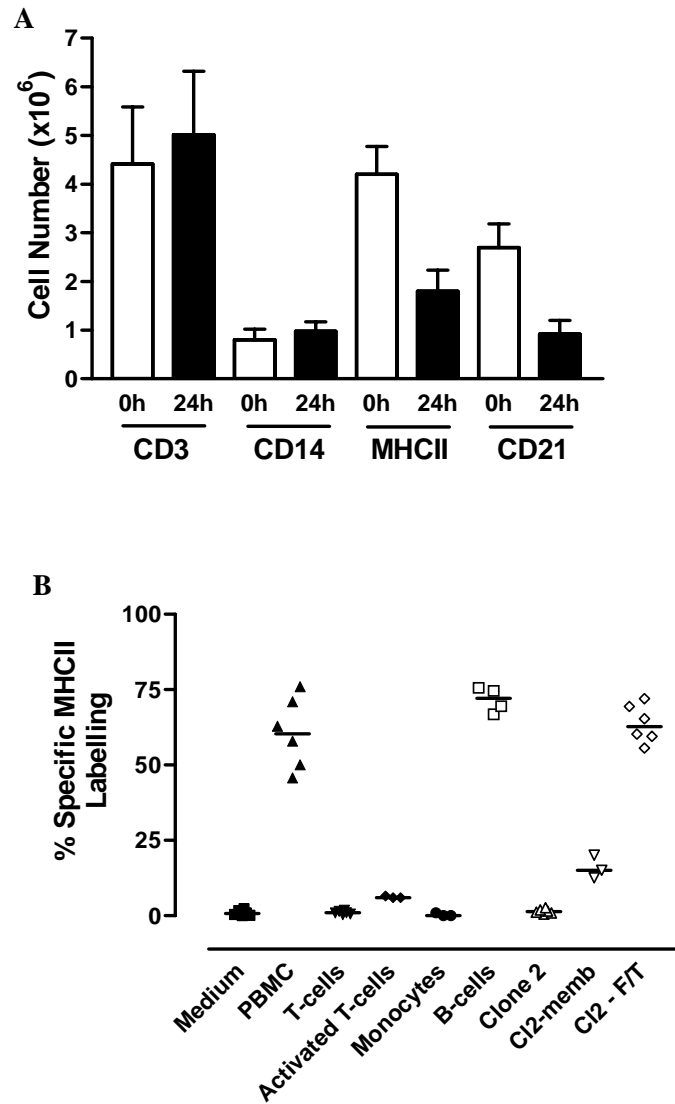 A
Cell Number (x10⁶)
7
6
5
4
3
2
1
0
0h 24h 0h 24h 0h 24h 0h 24h
CD3 CD14 MHCII CD21
B
% Specific MHCII
Labelling
100
75
50
25
0
Medium
PBMC
T-cells
Activated T-cells
Monocytes
B-cells
Clone 2
Cl2-memb
Cl2 - F/T